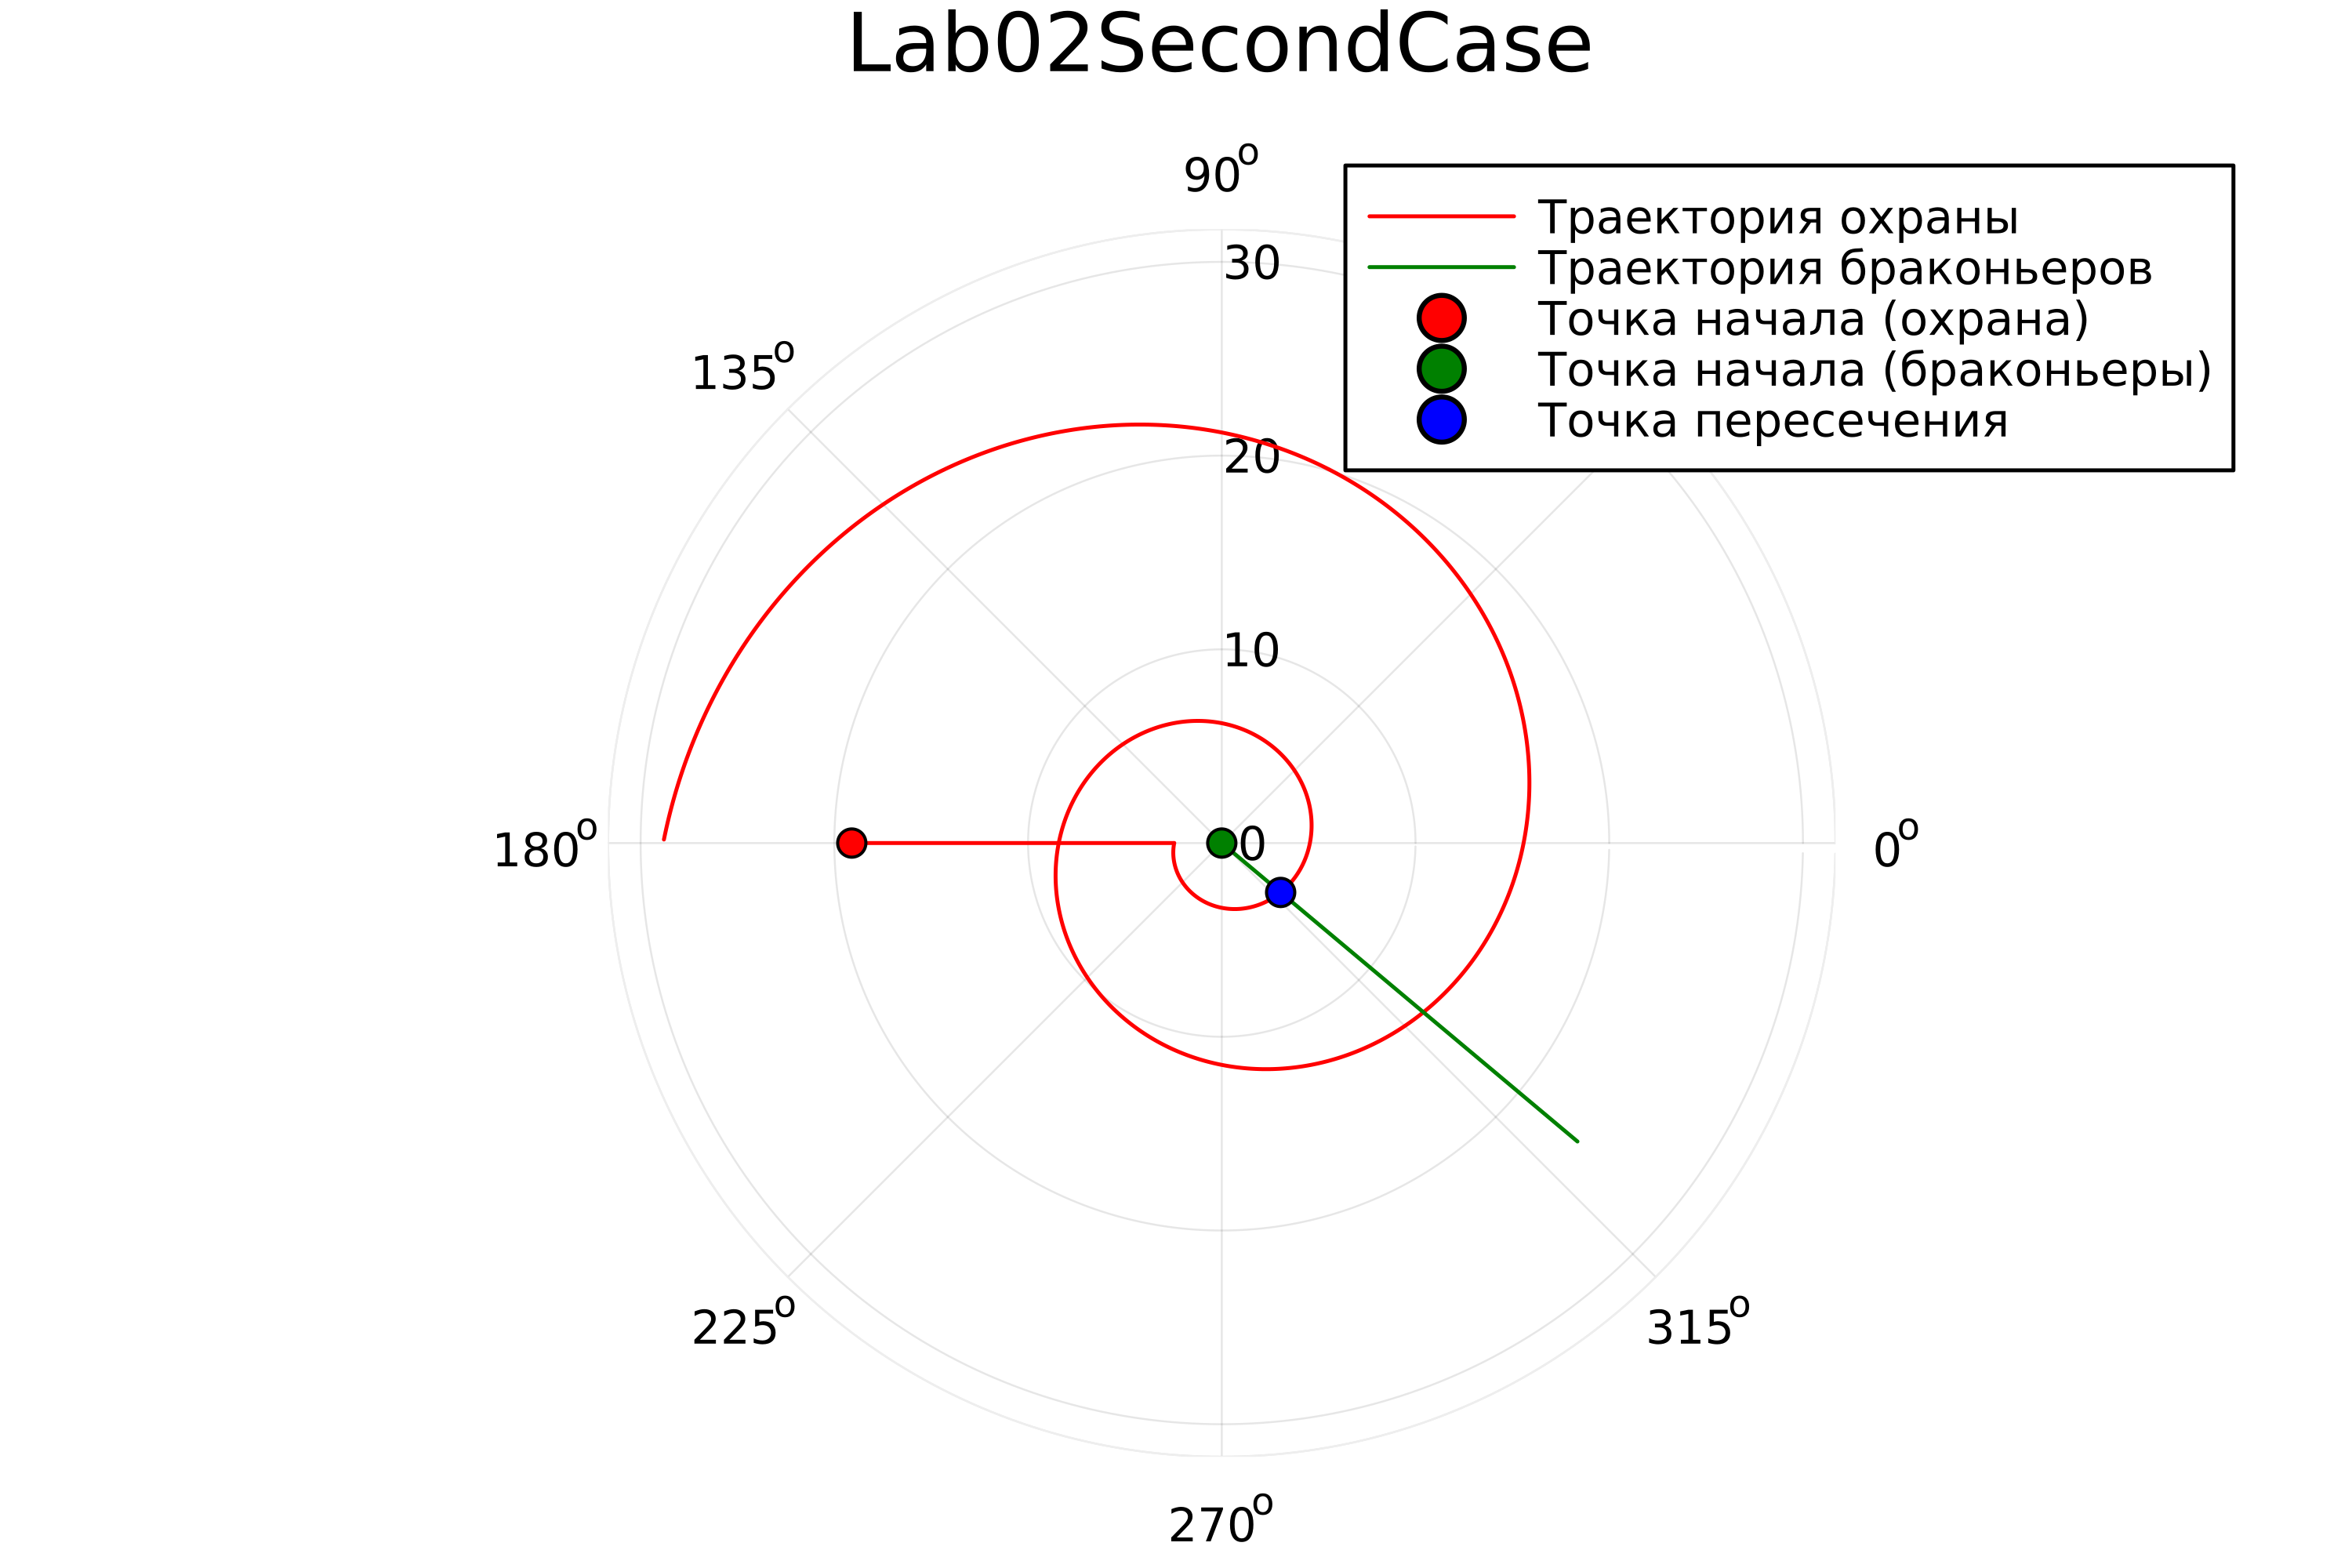 Lab02SecondCase
90°
Траектория охраны
Траектория браконьеров
Точка начала (охрана)
Точка начала (браконьеры)
Точка пересечения
30
135°
20
10
180°
0
0°
225°
315°
270°